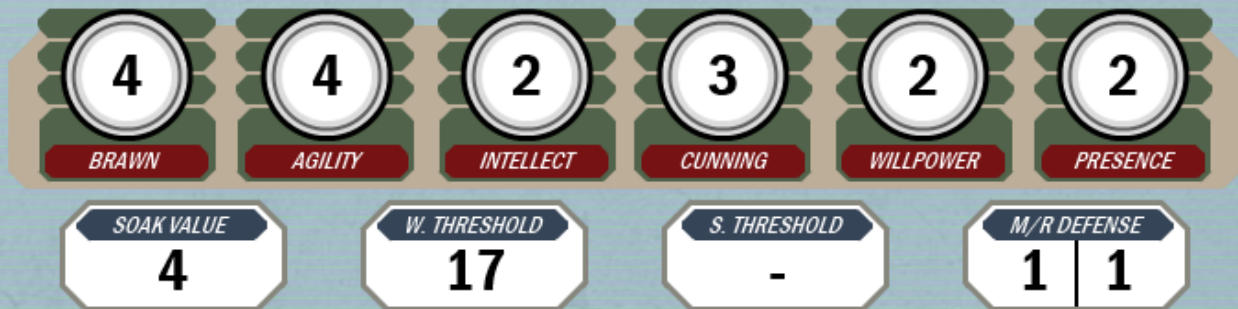 4 4 2 3 2 2
BRAWN AGILITY INTELLECT CUNNING WILLPOWER PRESENCE
SOAK VALUE W. THRESHOLD S. THRESHOLD M/R DEFENSE
4 17 - 1 1